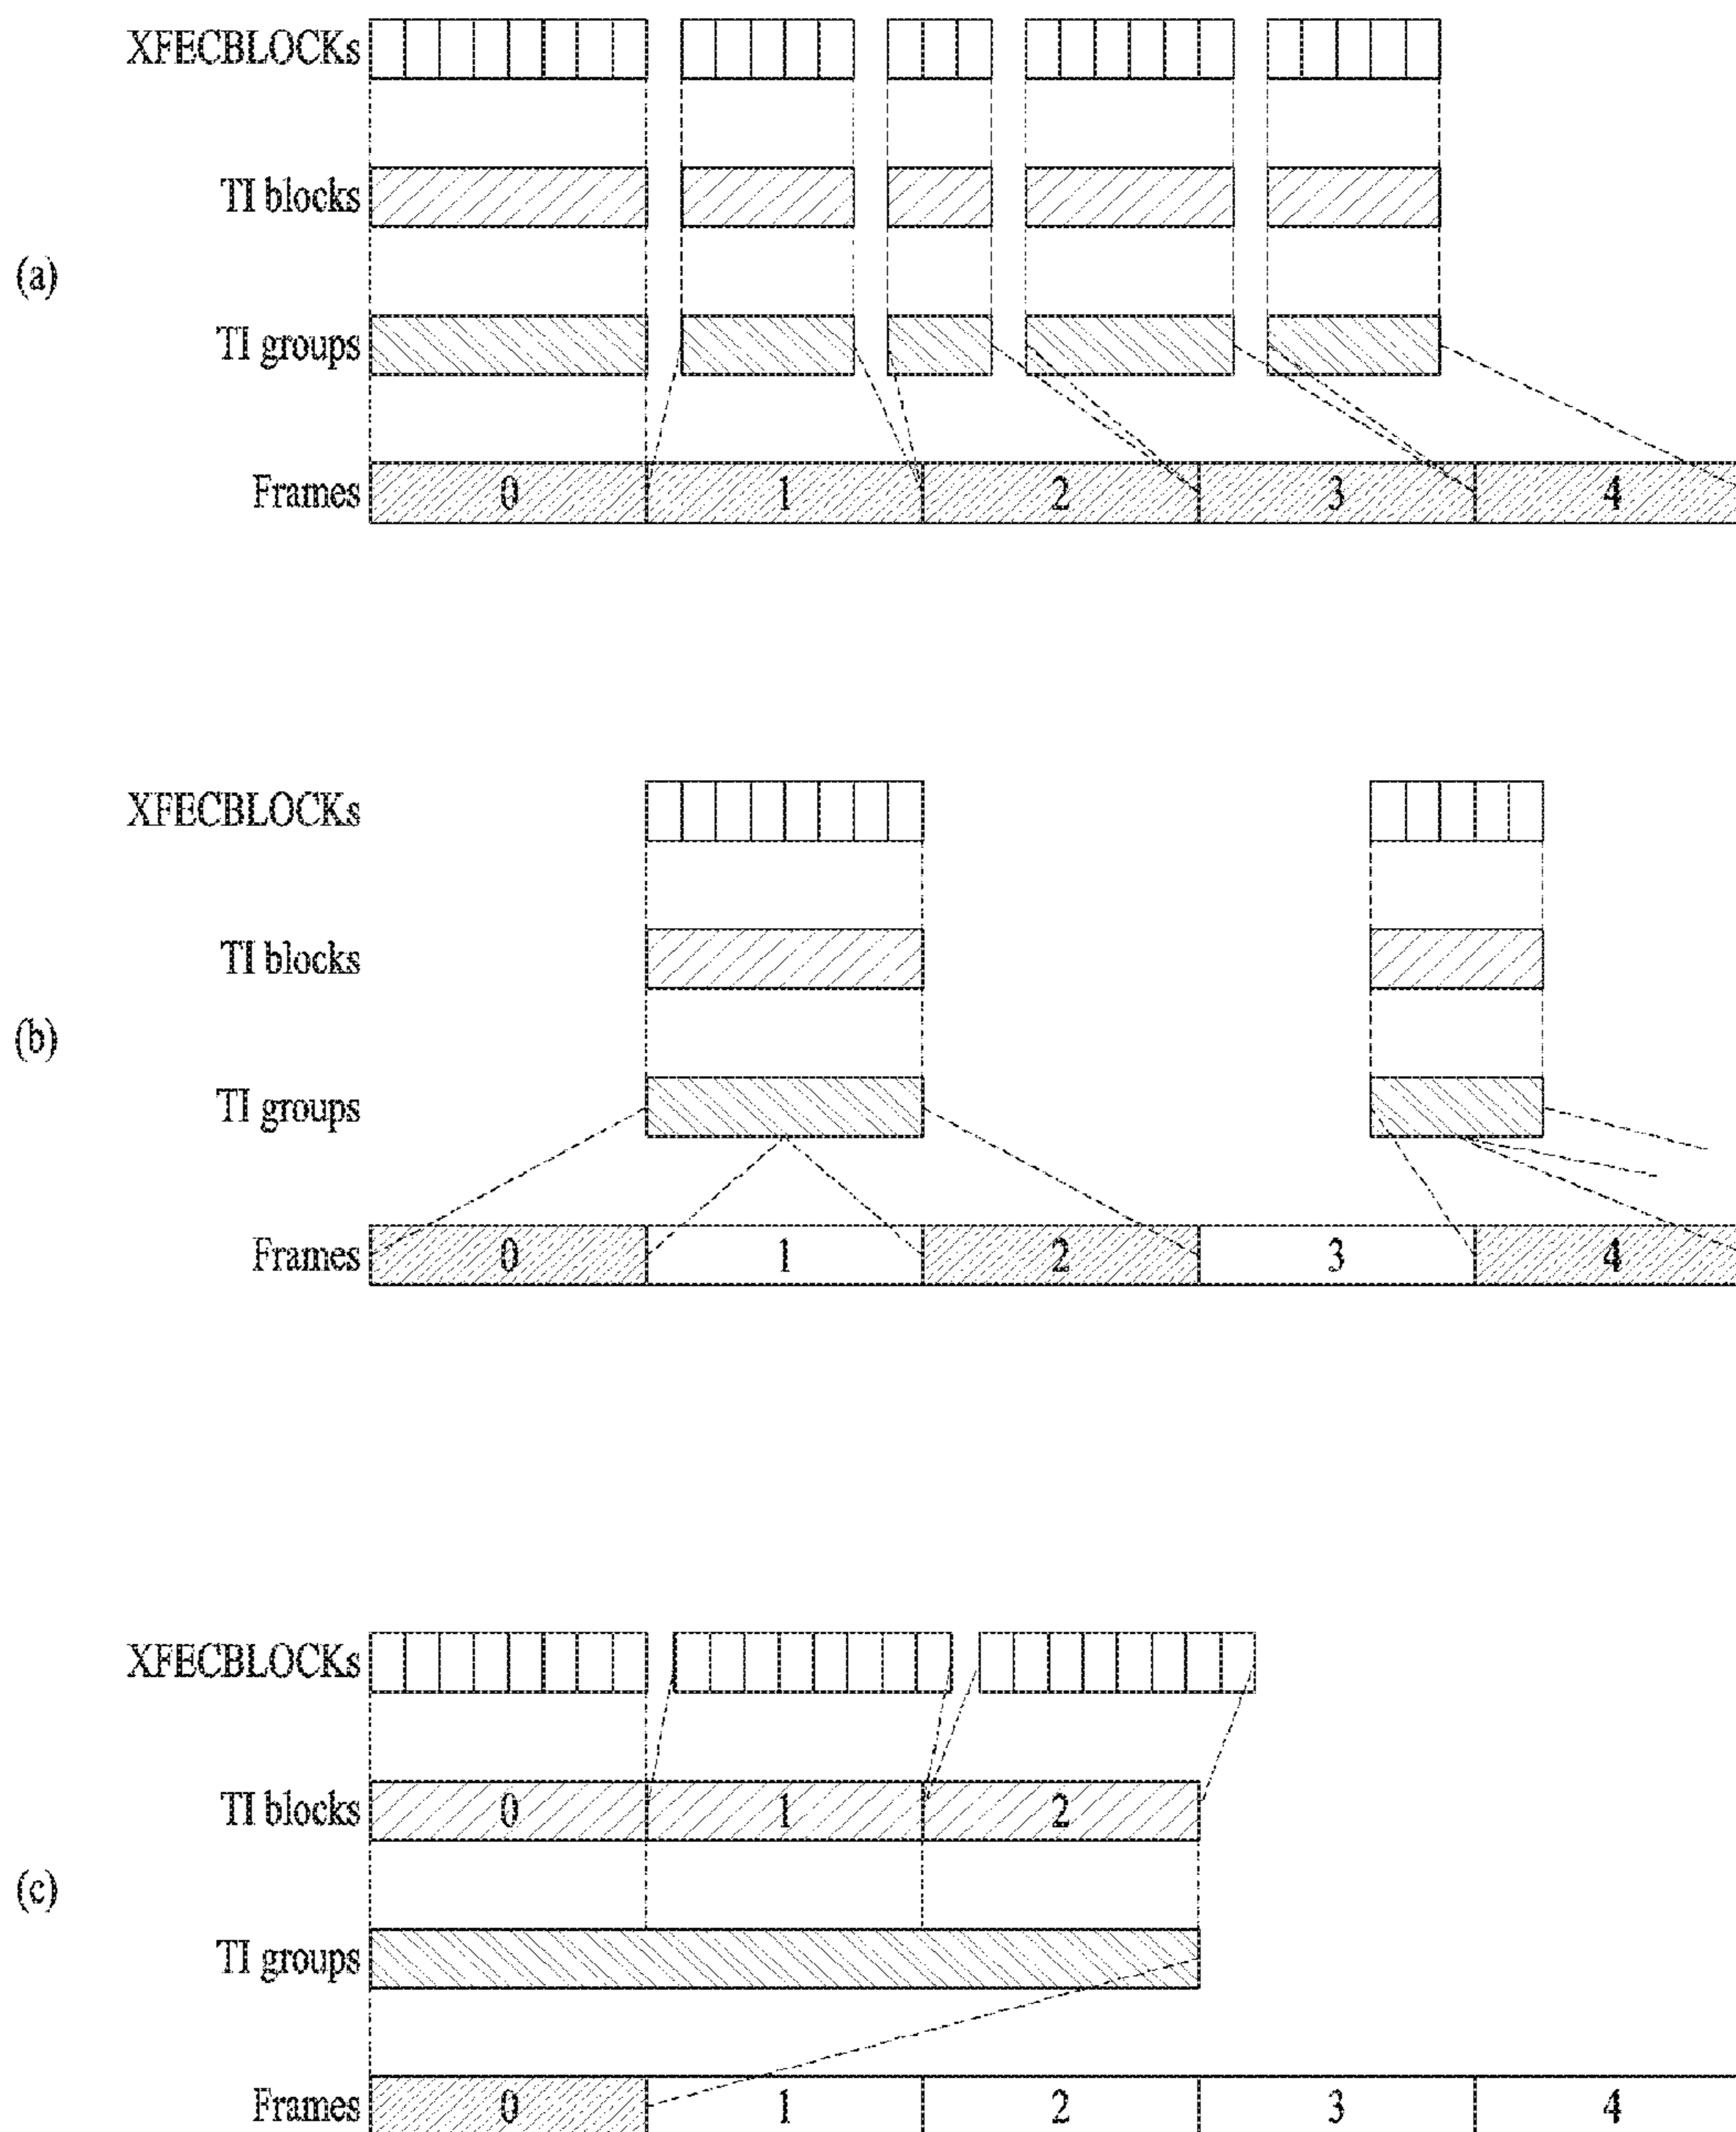 XFECBLOCKs
TI blocks
(a)
TI groups
Frames 0 1 2 3 4
XFECBLOCKs
TI blocks
(b)
TI groups
Frames 0 1 2 3 4
XFECBLOCKs
TI blocks 0 1 2
(c)
TI groups
Frames 0 1 2 3 4